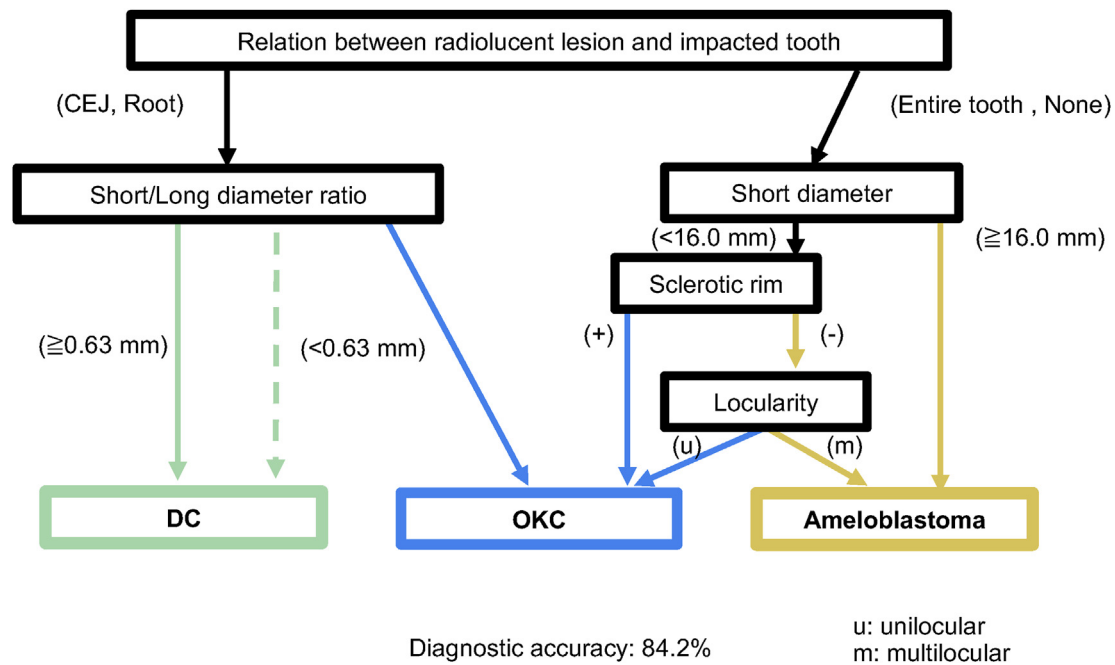 Relation between radiolucent lesion and impacted tooth
(CEJ, Root)
(Entire tooth , None)
Short/Long diameter ratio
Short diameter
(<16.0 mm)
(≧16.0 mm)
Sclerotic rim
(≧0.63 mm)
(<0.63 mm)
(+)
(-)
Locularity
(u)
(m)
DC
OKC
Ameloblastoma
Diagnostic accuracy: 84.2%
u: unilocular
m: multilocular